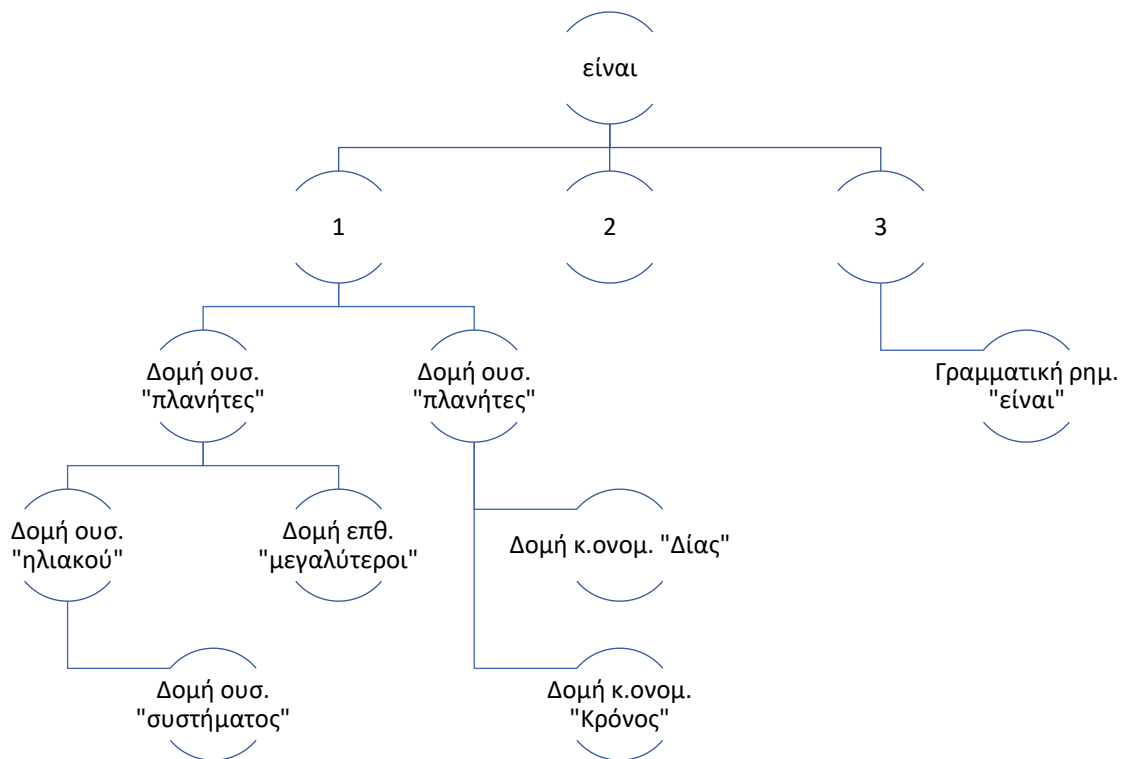 είναι
1
2
3
Δομή ουσ.
"πλανήτες"
Δομή ουσ.
"πλανήτες"
Γραμματική ρημ.
"είναι"
Δομή ουσ.
"ηλιακού"
Δομή επθ.
"μεγαλύτεροι"
Δομή κ.ονομ. "Δίας"
Δομή ουσ.
"συστήματος"
Δομή κ.ονομ.
"Κρόνος"